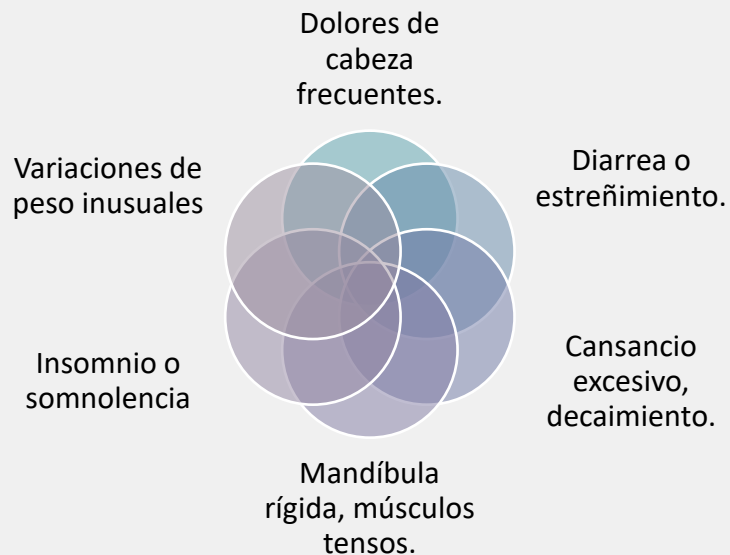 Dolores de
cabeza
frecuentes.
Diarrea o
estreñimiento.
Cansancio
excesivo,
decaimiento.
Mandíbula
rígida, músculos
tensos.
Insomnio o
somnolencia
Variaciones de
peso inusuales